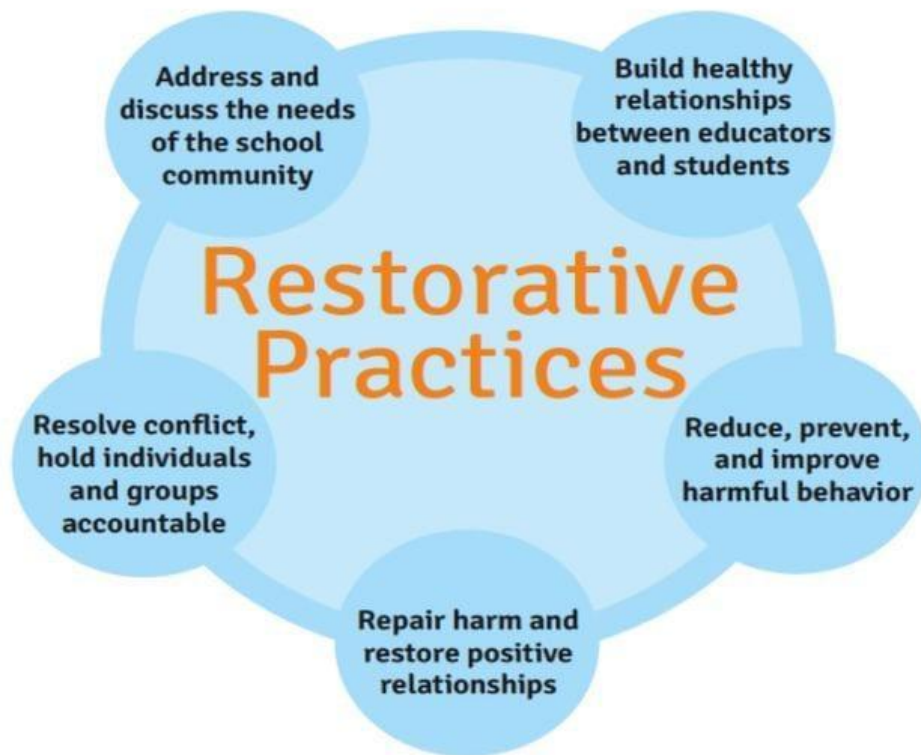 Address and
discuss the needs
of the school
community
Build healthy
relationships
between educators
and students
Restorative
Practices
Resolve conflict,
hold individuals
and groups
accountable
Reduce, prevent,
and improve
harmful behavior
Repair harm and
restore positive
relationships